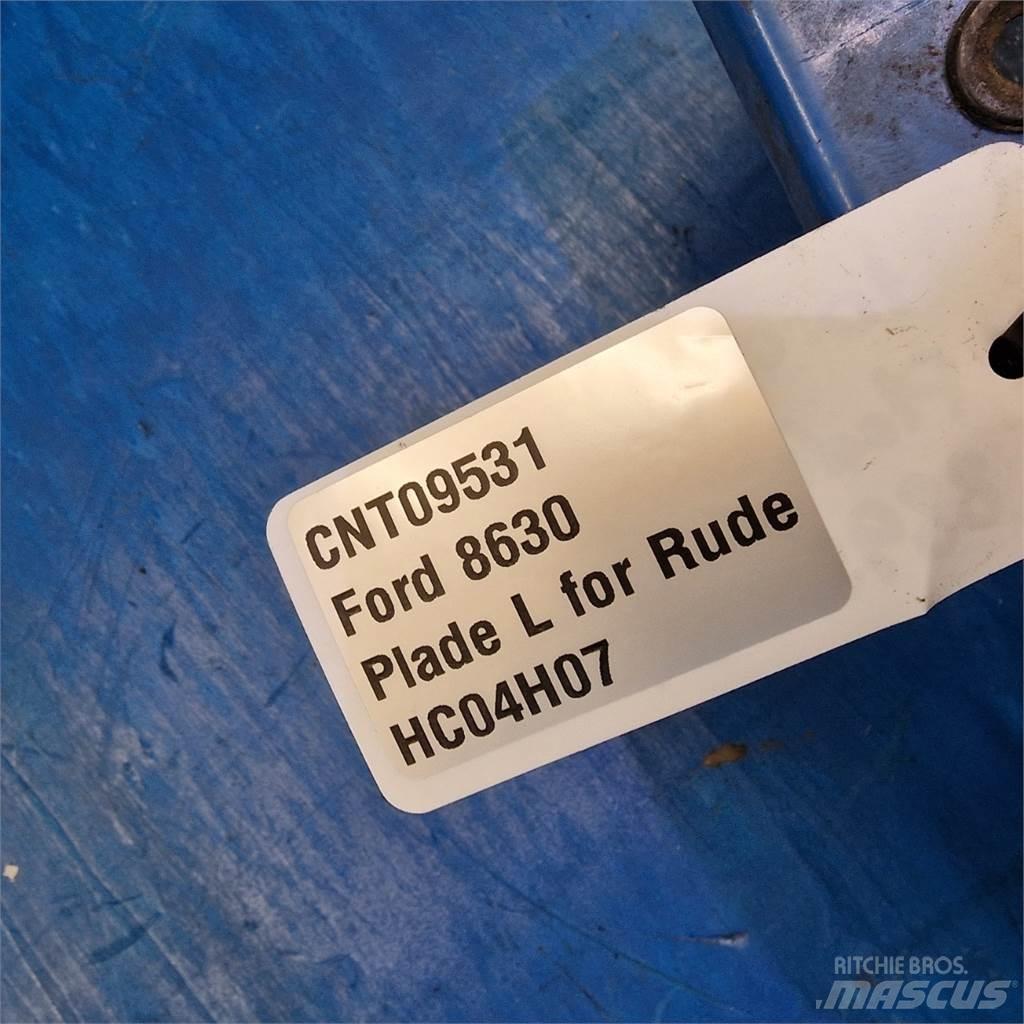 CNT09531
Ford 8630
Plade L for Rude
HC04H07
RITCHIE BROS.
MASCUS